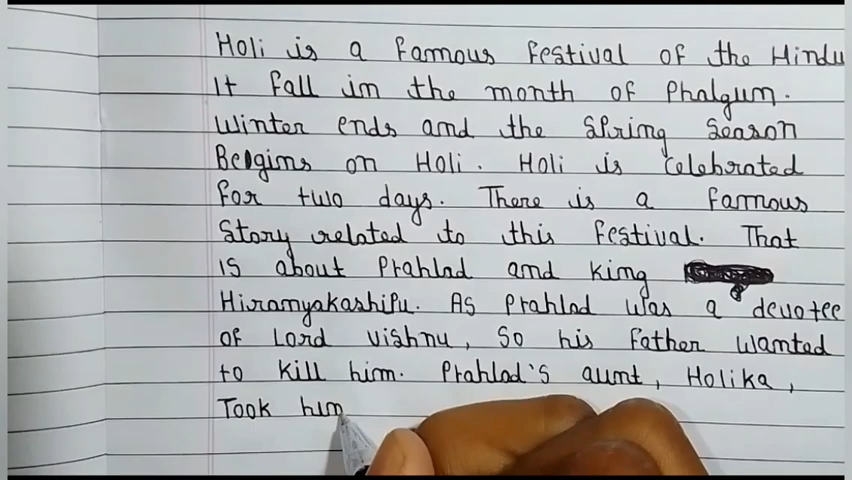 Holi is a famous festival of the Hindu
It fall in the month of Phalgun.
Winter ends and the spring season
Begins on Holi. Holi is celebrated
for two days. There is a famous
Story related to this festival. That
is about Prahlad and king
Hiranyakashipu. As Prahlad was a devotee
of Lord Vishnu, So his father wanted
to kill him. Prahlad's aunt, Holika,
Took him